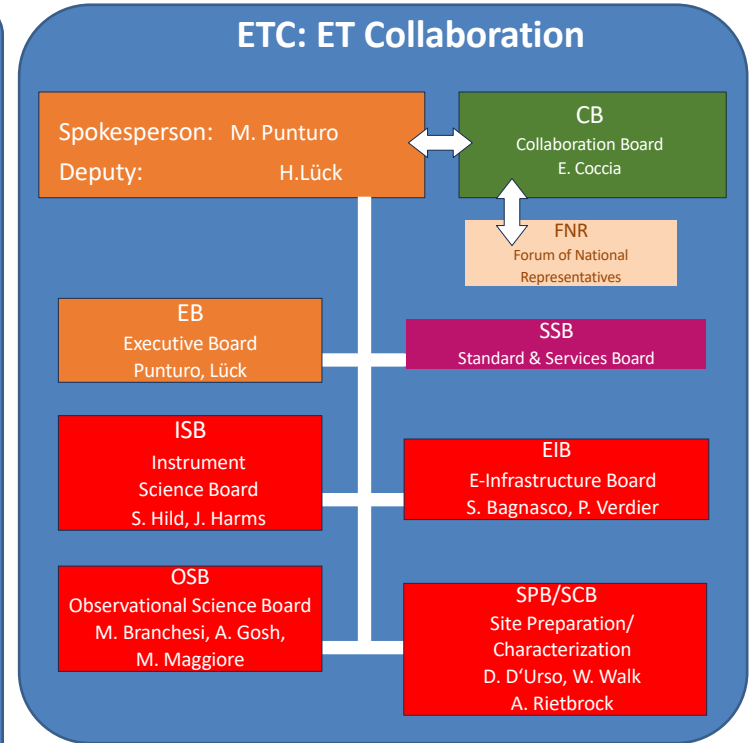 ETC: ET Collaboration
Spokesperson: M. Punturo
Deputy: H.Lück
CB
Collaboration Board
E. Coccia
FNR
Forum of National
Representatives
EB
Executive Board
Punturo, Lück
SSB
Standard & Services Board
ISB
Instrument
Science Board
S. Hild, J. Harms
EIB
E-Infrastructure Board
S. Bagnasco, P. Verdier
OSB
Observational Science Board
M. Branchesi, A. Gosh,
M. Maggiore
SPB/SCB
Site Preparation/
Characterization
D. D‘Urso, W. Walk
A. Rietbrock